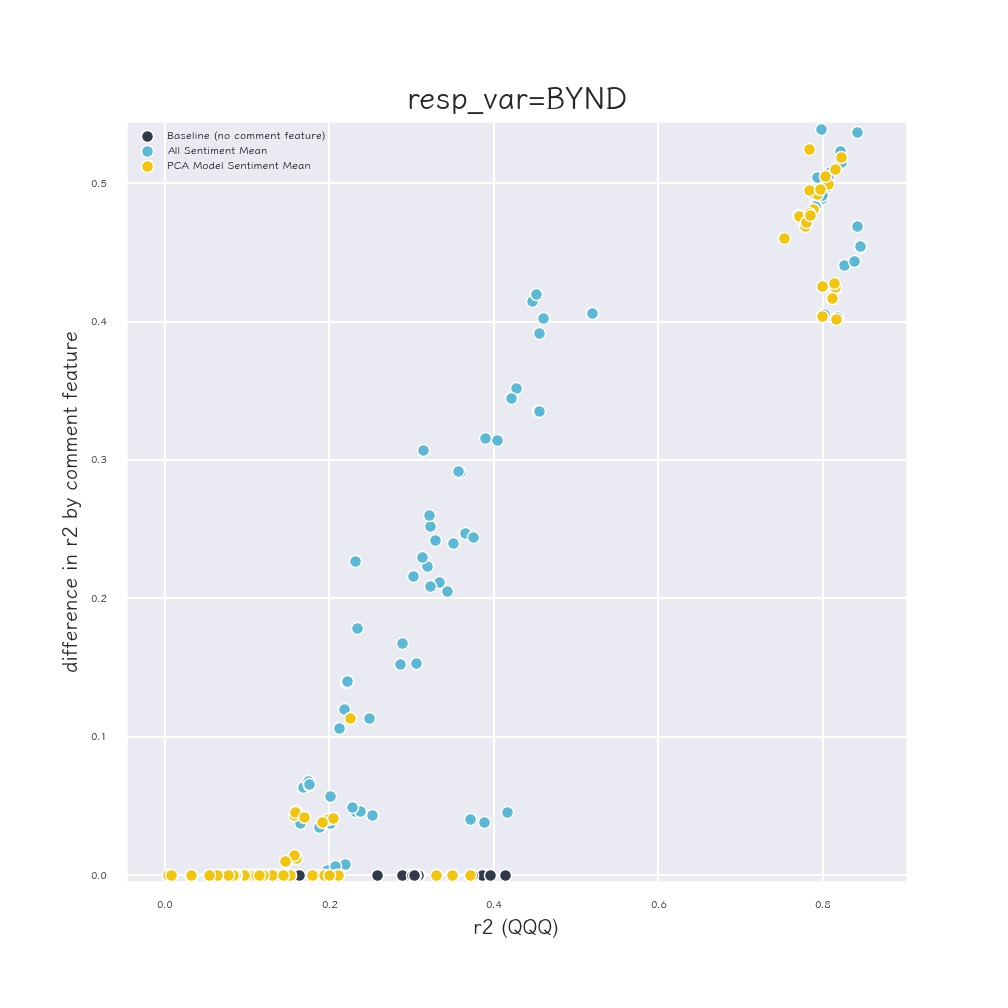 resp_var=BYND
Baseline (no comment feature)
All Sentiment Mean
PCA Model Sentiment Mean
difference in r2 by comment feature
0.5
0.4
0.3
0.2
0.1
0.0
0.0 0.2 0.4 0.6 0.8
r2 (QQQ)